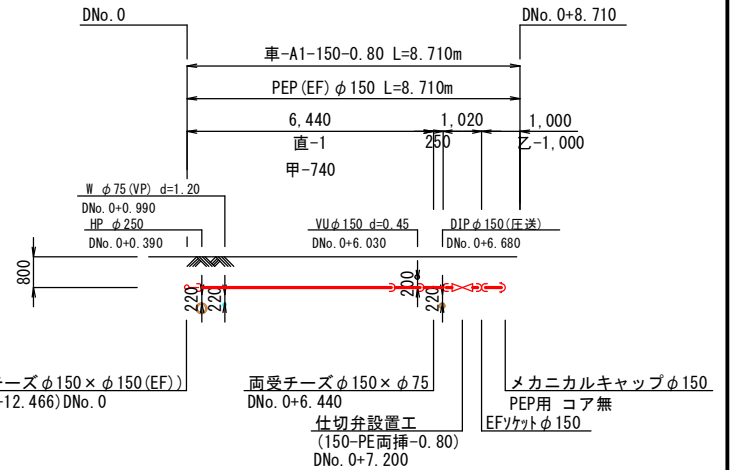 DNo. 0
DNo. 0+8.710
車-A1-150-0.80 L=8.710m
PEP(EF)φ150 L=8.710m
6,440
1,020
1,000
直-1
250
乙-1,000
甲-740
W φ75(VP) d=1.20
DNo. 0+0.990
HP φ250
DNo. 0+0.390
VUφ150 d=0.45
DNo. 0+6.030
DIPφ150(圧送)
DNo. 0+6.680
800
220
220
200
220
チーズφ150×φ150(EF))
12.466)DNo. 0
両受チーズφ150×φ75
DNo. 0+6.440
メカニカルキャップφ150
PEP用 コア無
仕切弁設置工
(150-PE両挿-0.80)
DNo. 0+7.200
EFソケットφ150